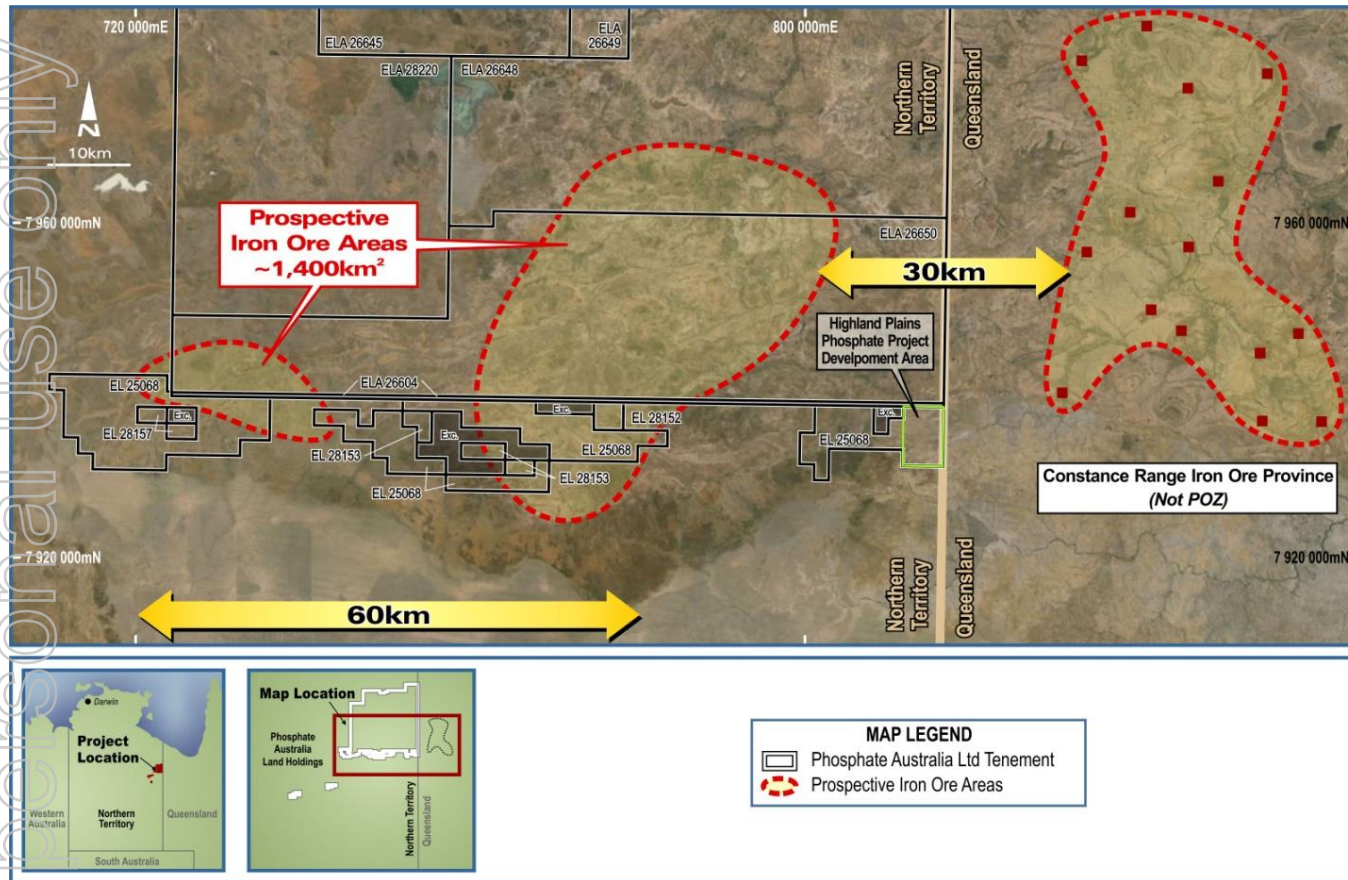 720 000mE
800 000mE
ELA 26645
ELA
26649
ELA 28220
ELA 26648
Northern
Territory
Queensland
N
10km
Prospective
Iron Ore Areas
~1,400km²
7 960 000mN
7 960 000mN
ELA 26650
30km
Highland Plains
Phosphate Project
Develpoment Area
EL 25068
ELA 26604
Exc.
EL 28157
EL 28153
Exc.
Exc.
EL 28152
EL 25068
EL 28153
EL 25068
Exc.
EL 25068
Constance Range Iron Ore Province
(Not POZ)
7 920 000mN
7 920 000mN
Northern
Territory
Queensland
60km
Darwin
Project
Location
Western
Australia
Northern
Territory
Queensland
South Australia
Map Location
Phosphate
Australia
Land Holdings
Northern Territory
Queensland
MAP LEGEND
Phosphate Australia Ltd Tenement
Prospective Iron Ore Areas
personal use only